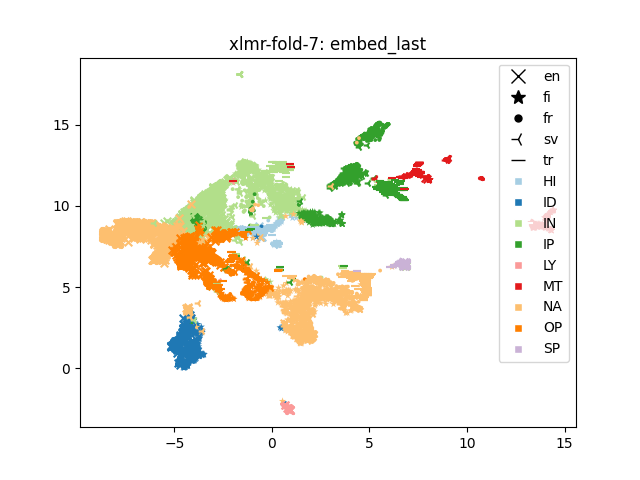 xlmr-fold-7: embed_last
en
fi
fr
sv
tr
HI
ID
IN
IP
LY
MT
NA
OP
SP
15
10
5
0
−5
0
5
10
15